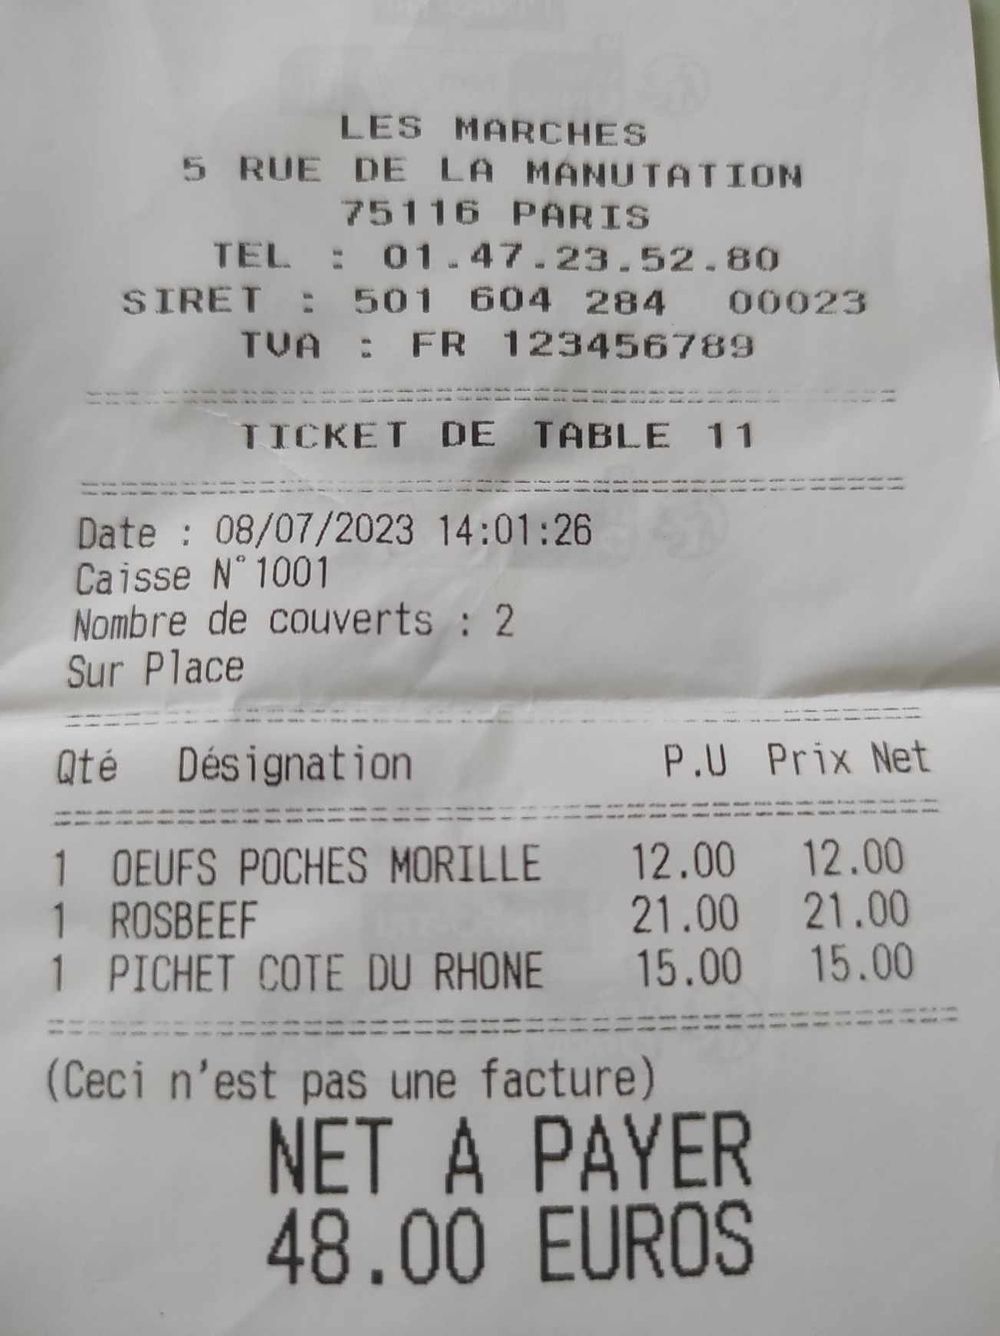 LES MARCHES
5 RUE DE LA MANUTATION
75116 PARIS
TEL : 01.47.23.52.80
SIRET : 501 604 284 00023
TVA : FR 123456789
TICKET DE TABLE 11
Date : 08/07/2023 14:01:26
Caisse N°1001
Nombre de couverts : 2
Sur Place
Qté Désignation P.U Prix Net
1 OEUFS POCHES MORILLE 12.00 12.00
1 ROSBEEF 21.00 21.00
1 PICHET COTE DU RHONE 15.00 15.00
(Ceci n'est pas une facture)
NET A PAYER
48.00 EUROS